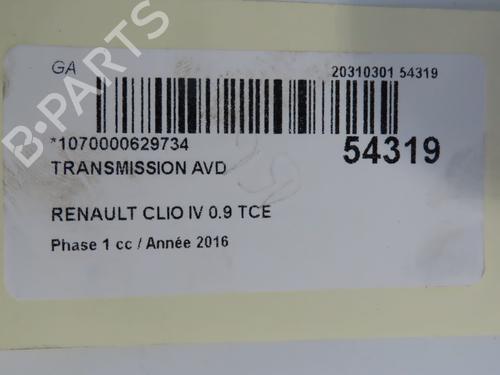 GA
20310301 54319
*1070000629734
54319
TRANSMISSION AVD
RENAULT CLIO IV 0.9 TCE
Phase 1 cc / Année 2016
B-PARTS